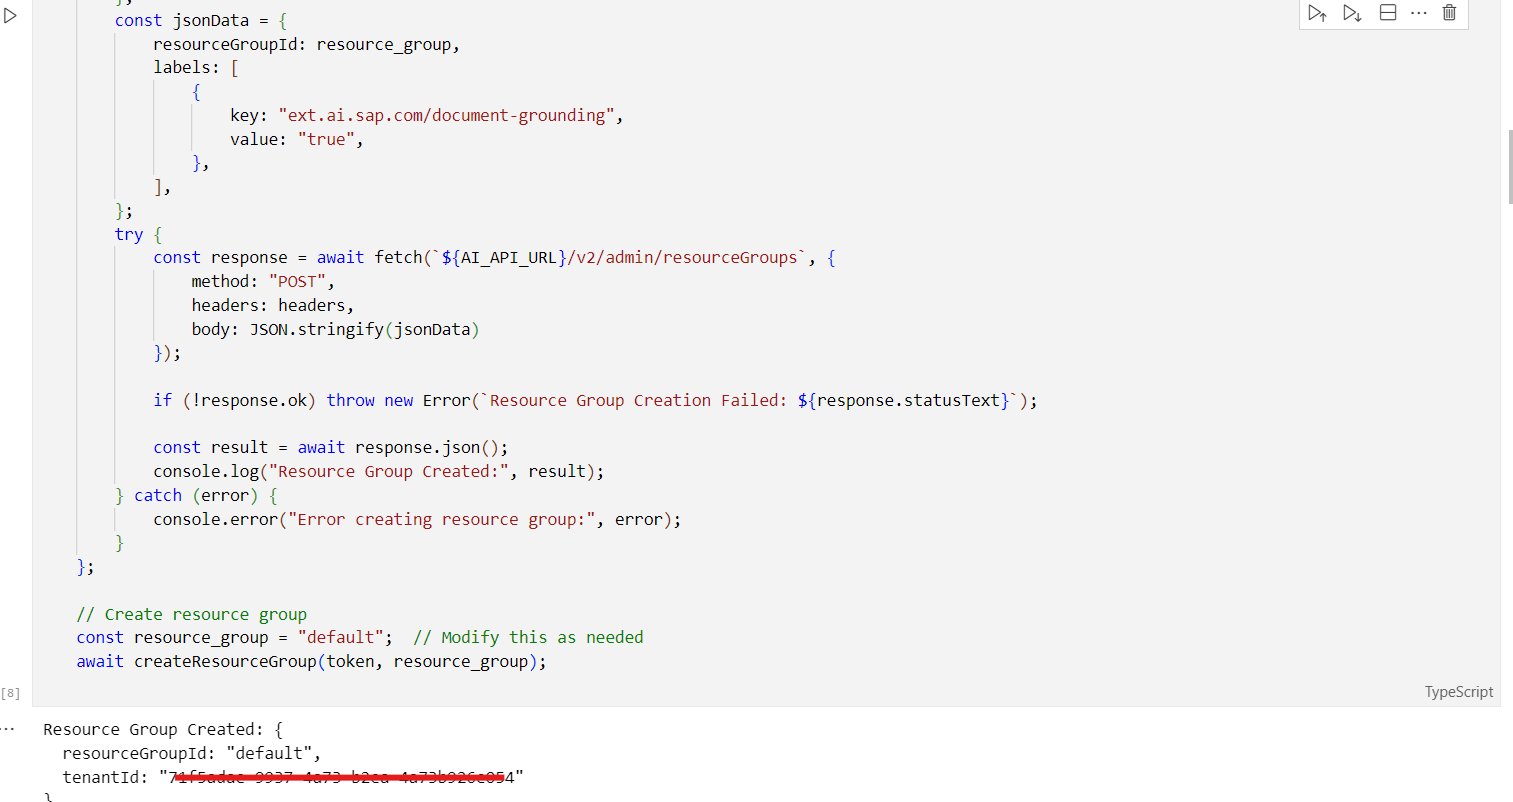 };
const jsonData = {
resourceGroupId: resource_group,
labels: [
{
key: "ext.ai.sap.com/document-grounding",
value: "true",
},
],
};
try {
const response = await fetch(`${AI_API_URL}/v2/admin/resourceGroups`, {
method: "POST",
headers: headers,
body: JSON.stringify(jsonData)
});
if (!response.ok) throw new Error(`Resource Group Creation Failed: ${response.statusText}`);
const result = await response.json();
console.log("Resource Group Created:", result);
} catch (error) {
console.error("Error creating resource group:", error);
}
};
// Create resource group
const resource_group = "default";  // Modify this as needed
await createResourceGroup(token, resource_group);
[8]
TypeScript
... Resource Group Created: {
resourceGroupId: "default",
tenantId: "
}